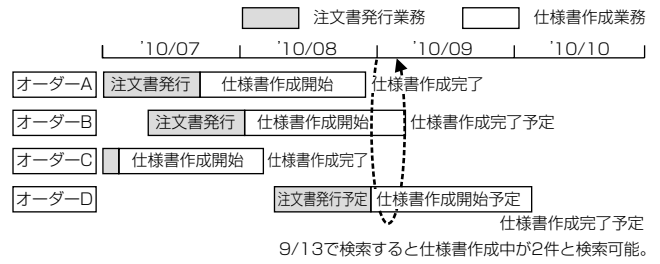 注文書発行業務 仕様書作成業務
'10/07 '10/08 '10/09 '10/10
オーダーA 注文書発行 仕様書作成開始 仕様書作成完了
オーダーB 注文書発行 仕様書作成開始 仕様書作成完了予定
オーダーC 仕様書作成開始 仕様書作成完了
オーダーD 注文書発行予定 仕様書作成開始予定
仕様書作成完了予定
9/13で検索すると仕様書作成中が2件と検索可能。